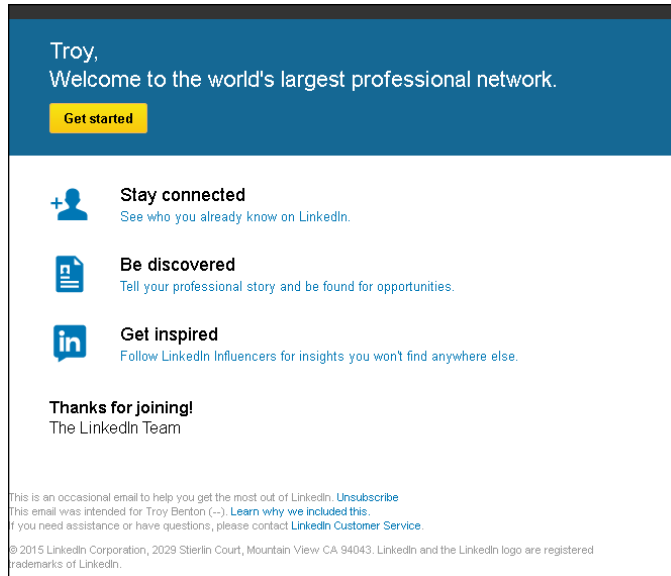 Troy,
Welcome to the world's largest professional network.
Get started
Stay connected
See who you already know on LinkedIn.
Be discovered
Tell your professional story and be found for opportunities.
in
Get inspired
Follow LinkedIn Influencers for insights you won't find anywhere else.
Thanks for joining!
The LinkedIn Team
This is an occasional email to help you get the most out of LinkedIn. Unsubscribe
This email was intended for Troy Benton (--). Learn why we included this.
If you need assistance or have questions, please contact LinkedIn Customer Service.
© 2015 LinkedIn Corporation, 2029 Stierlin Court, Mountain View CA 94043. LinkedIn and the LinkedIn logo are registered
trademarks of LinkedIn.